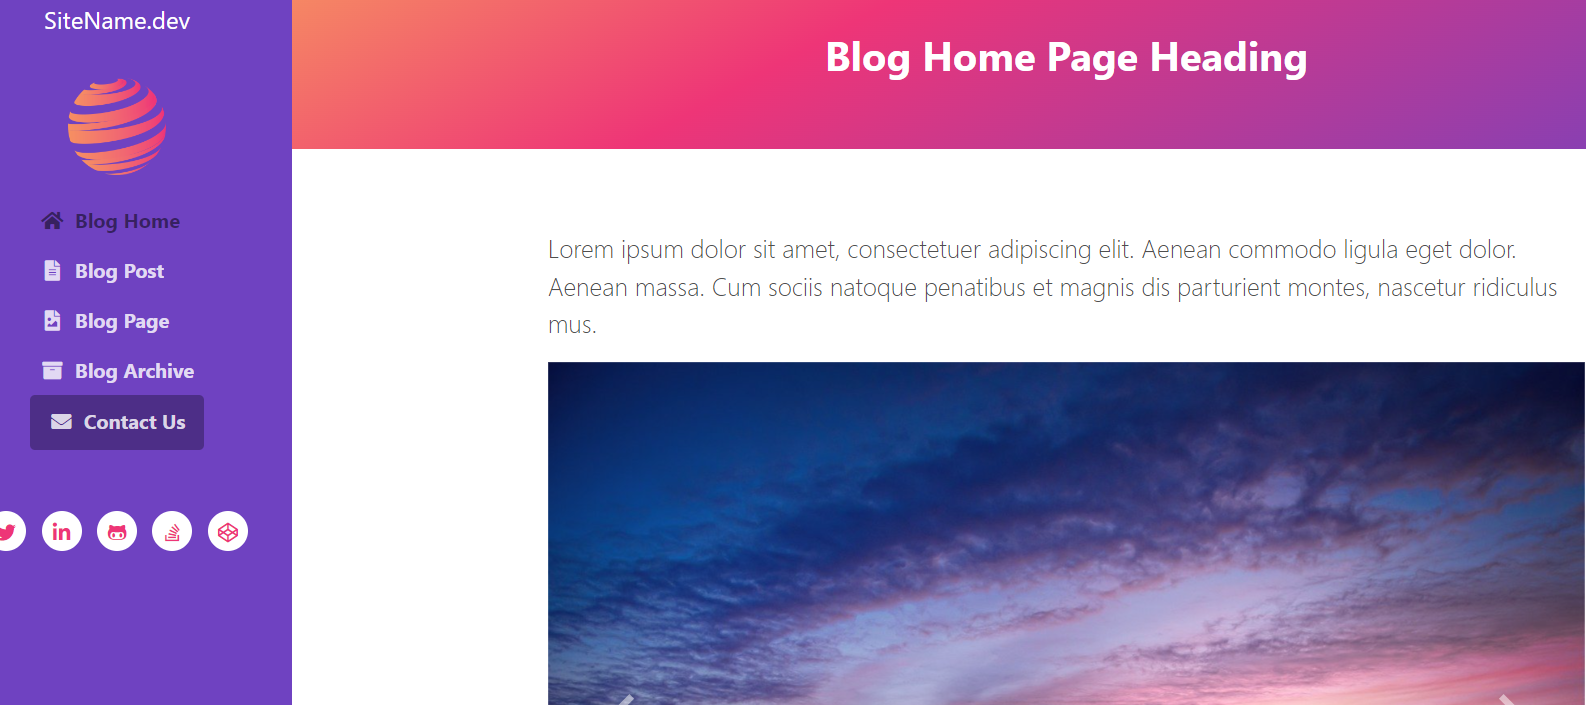 SiteName.dev
Blog Home
Blog Post
Blog Page
Blog Archive
Contact Us
in
Blog Home Page Heading
Lorem ipsum dolor sit amet, consectetuer adipiscing elit. Aenean commodo ligula eget dolor.
Aenean massa. Cum sociis natoque penatibus et magnis dis parturient montes, nascetur ridiculus
mus.